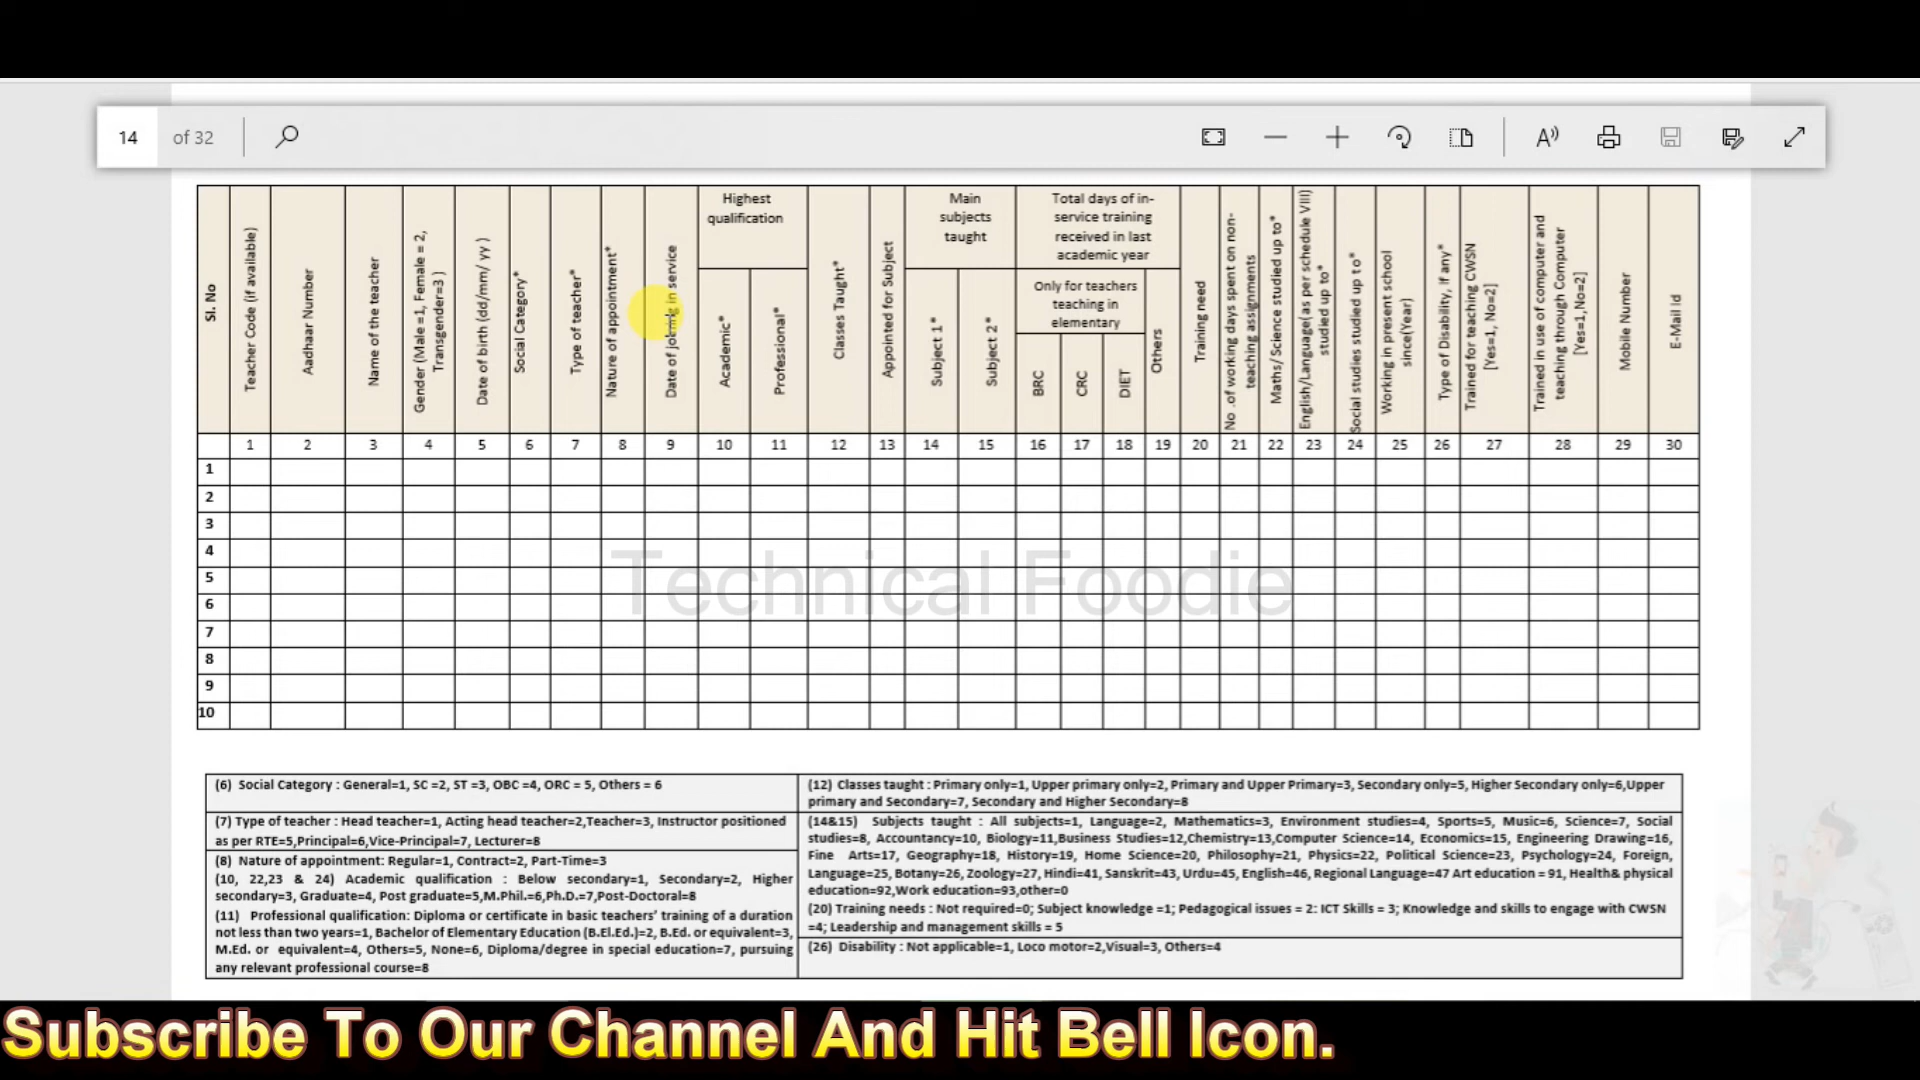 14 of 32
Sl. No
Teacher Code (if available)
Aadhaar Number
Name of the teacher
Gender (Male =1, Female = 2,
Transgender=3 )
Date of birth (dd/mm/ yy )
Social Category*
Type of teacher*
Nature of appointment*
Date of joining in service
Highest
qualification
Academic*
Professional*
Classes Taught*
Appointed for Subject
Main
subjects
taught
Subject 1*
Subject 2*
Total days of in-
service training
received in last
academic year
Only for teachers
teaching in
elementary
BRC
CRC
DIET
Others
Training need
No .of working days spent on non-
teaching assignments
Maths/ Science studied up to*
English/Language(as per schedule VIII)
studied up to*
Social studies studied up to*
Working in present school
since(Year)
Type of Disability, if any*
Trained for teaching CWSN
[Yes=1, No=2]
Trained in use of computer and
teaching through Computer
[Yes=1,No=2]
Mobile Number
E-Mail Id
1 2 3 4 5 6 7 8 9 10 11 12 13 14 15 16 17 18 19 20 21 22 23 24 25 26 27 28 29 30
1
2
3
4
5
6
7
8
9
10
Technical Foodie
(6) Social Category : General=1, SC =2, ST =3, OBC =4, ORC = 5, Others = 6
(7) Type of teacher : Head teacher=1, Acting head teacher=2,Teacher=3, Instructor positioned
as per RTE=5,Principal=6,Vice-Principal=7, Lecturer=8
(8) Nature of appointment: Regular=1, Contract=2, Part-Time=3
(10, 22,23 & 24) Academic qualification : Below secondary=1, Secondary=2, Higher
secondary=3, Graduate=4, Post graduate=5,M.Phil.=6,Ph.D.=7,Post-Doctoral=8
(11) Professional qualification: Diploma or certificate in basic teachers' training of a duration
not less than two years=1, Bachelor of Elementary Education (B.El.Ed.)=2, B.Ed. or equivalent=3,
M.Ed. or equivalent=4, Others=5, None=6, Diploma/degree in special education=7, pursuing
any relevant professional course=8
(12) Classes taught : Primary only=1, Upper primary only=2, Primary and Upper Primary=3, Secondary only=5, Higher Secondary only=6,Upper
primary and Secondary=7, Secondary and Higher Secondary=8
(14&15) Subjects taught : All subjects=1, Language=2, Mathematics=3, Environment studies=4, Sports=5, Music=6, Science=7, Social
studies=8, Accountancy=10, Biology=11,Business Studies=12,Chemistry=13,Computer Science=14, Economics=15, Engineering Drawing=16,
Fine Arts=17, Geography=18, History=19, Home Science=20, Philosophy=21, Physics=22, Political Science=23, Psychology=24, Foreign,
Language=25, Botany=26, Zoology=27, Hindi=41, Sanskrit=43, Urdu=45, English=46, Regional Language=47 Art education = 91, Health& physical
education=92,Work education=93,other=0
(20) Training needs : Not required=0; Subject knowledge =1; Pedagogical issues = 2: ICT Skills = 3; Knowledge and skills to engage with CWSN
=4; Leadership and management skills = 5
(26) Disability : Not applicable=1, Loco motor=2,Visual=3, Others=4
Subscribe To Our Channel And Hit Bell Icon.